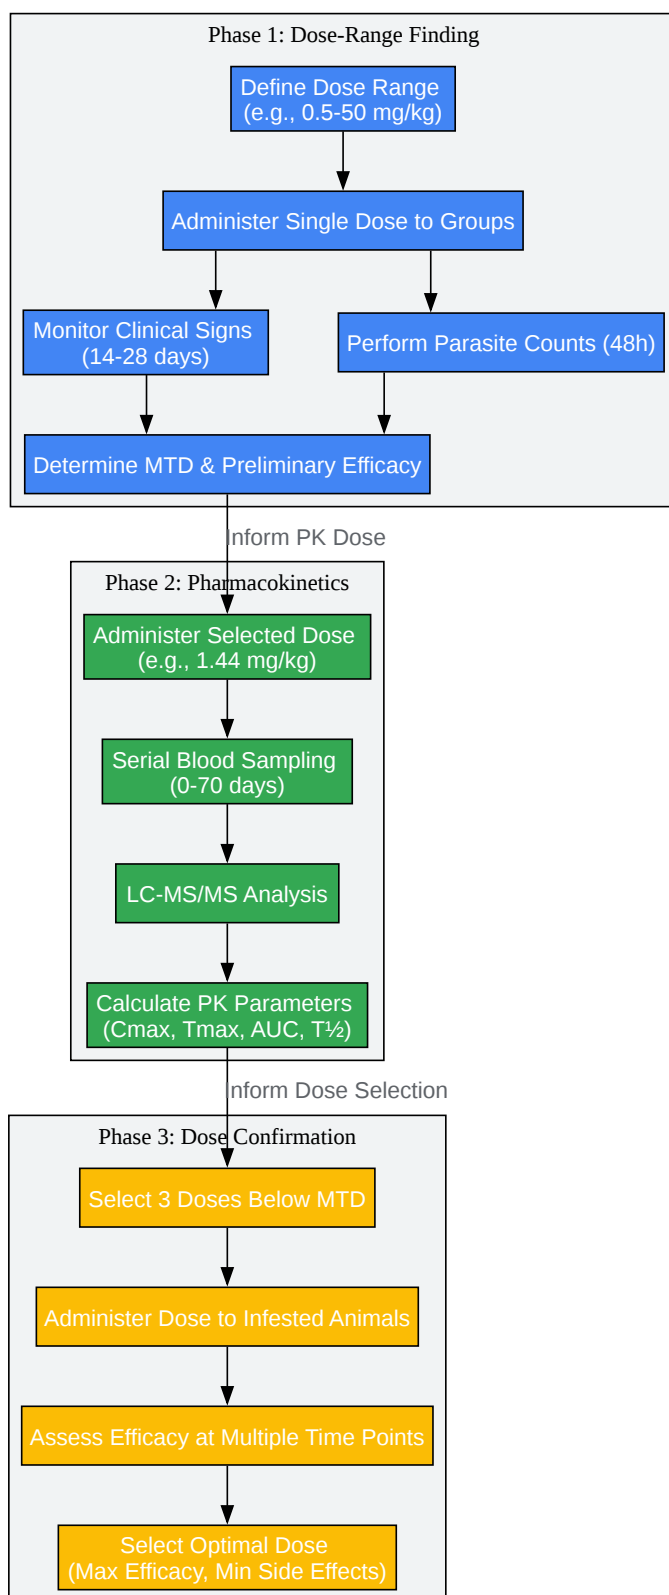 Phase 1: Dose-Range Finding
Define Dose Range
(e.g., 0.5-50 mg/kg)
Administer Single Dose to Groups
Monitor Clinical Signs
(14-28 days)
Perform Parasite Counts (48h)
Determine MTD & Preliminary Efficacy
Inform PK Dose
Phase 2: Pharmacokinetics
Administer Selected Dose
(e.g., 1.44 mg/kg)
Serial Blood Sampling
(0-70 days)
LC-MS/MS Analysis
Calculate PK Parameters
(Cmax, Tmax, AUC, T½)
Inform Dose Selection
Phase 3: Dose Confirmation
Select 3 Doses Below MTD
Administer Dose to Infested Animals
Assess Efficacy at Multiple Time Points
Select Optimal Dose
(Max Efficacy, Min Side Effects)